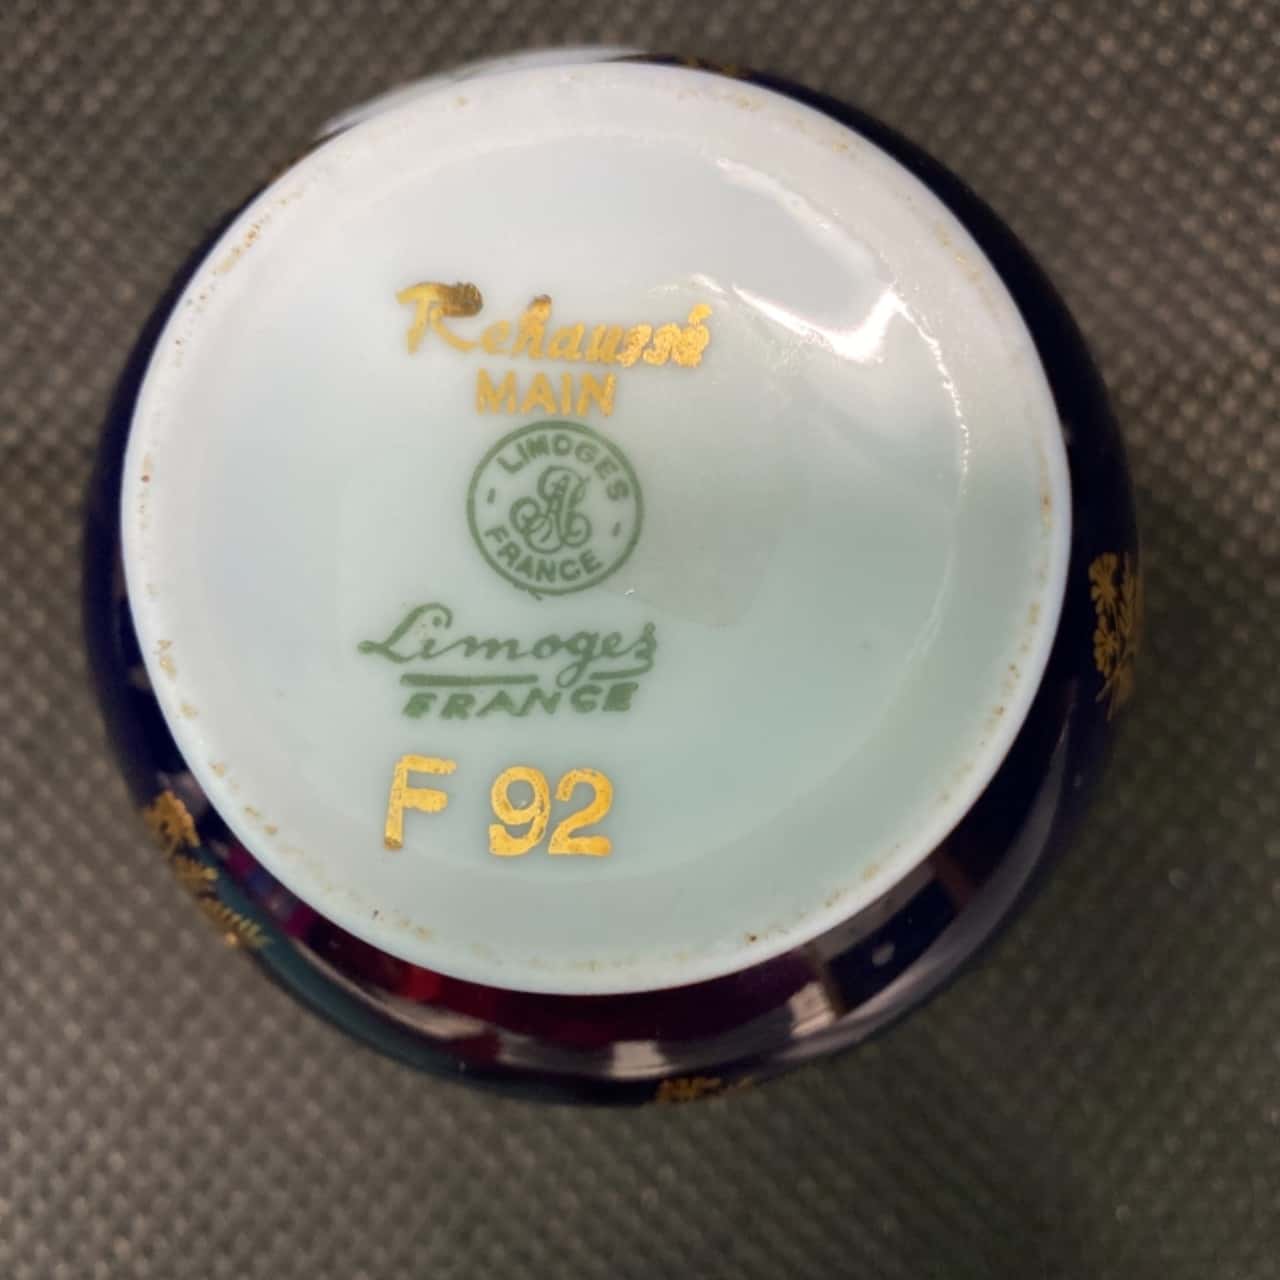 Rehaussé
MAIN
LIMOGES
FRANCE
Limoges
FRANCE
F 92